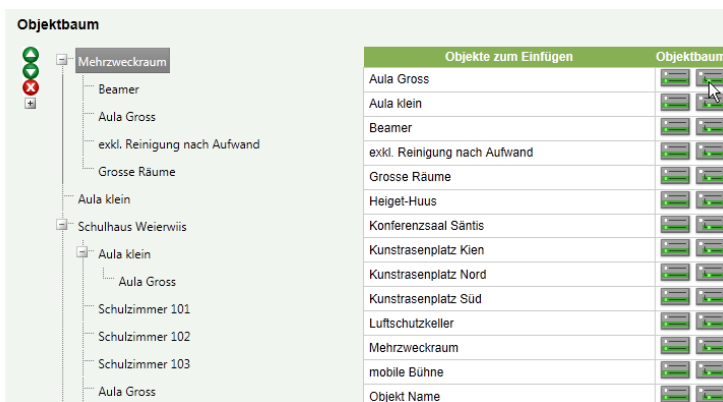 Objektbaum
Mehrzweckraum
Beamer
Aula Gross
exkl. Reinigung nach Aufwand
Grosse Räume
Aula klein
Schulhaus Weierwiis
Aula klein
Aula Gross
Schulzimmer 101
Schulzimmer 102
Schulzimmer 103
Aula Gross
Objekte zum Einfügen Objektbaum
Aula Gross
Aula klein
Beamer
exkl. Reinigung nach Aufwand
Grosse Räume
Heiget-Huus
Konferenzsaal Säntis
Kunstrasenplatz Kien
Kunstrasenplatz Nord
Kunstrasenplatz Süd
Luftschutzkeller
Mehrzweckraum
mobile Bühne
Objekt Name